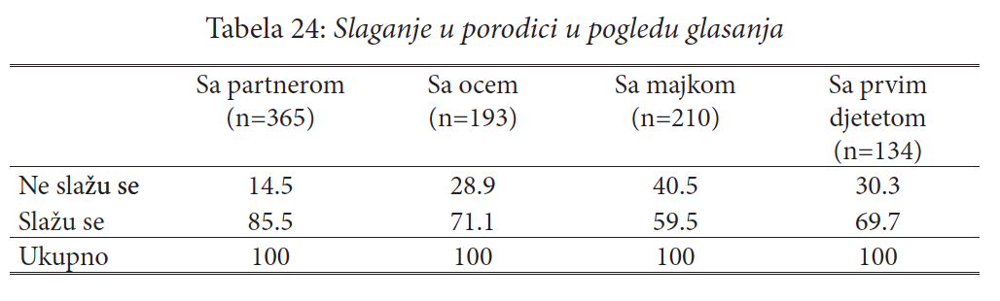 Tabela 24: Slaganje u porodici u pogledu glasanja
Sa partnerom Sa ocem Sa majkom Sa prvim
(n=365) (n=193) (n=210) djetetom
(n=134)
Ne slažu se 14.5 28.9 40.5 30.3
Slažu se 85.5 71.1 59.5 69.7
Ukupno 100 100 100 100